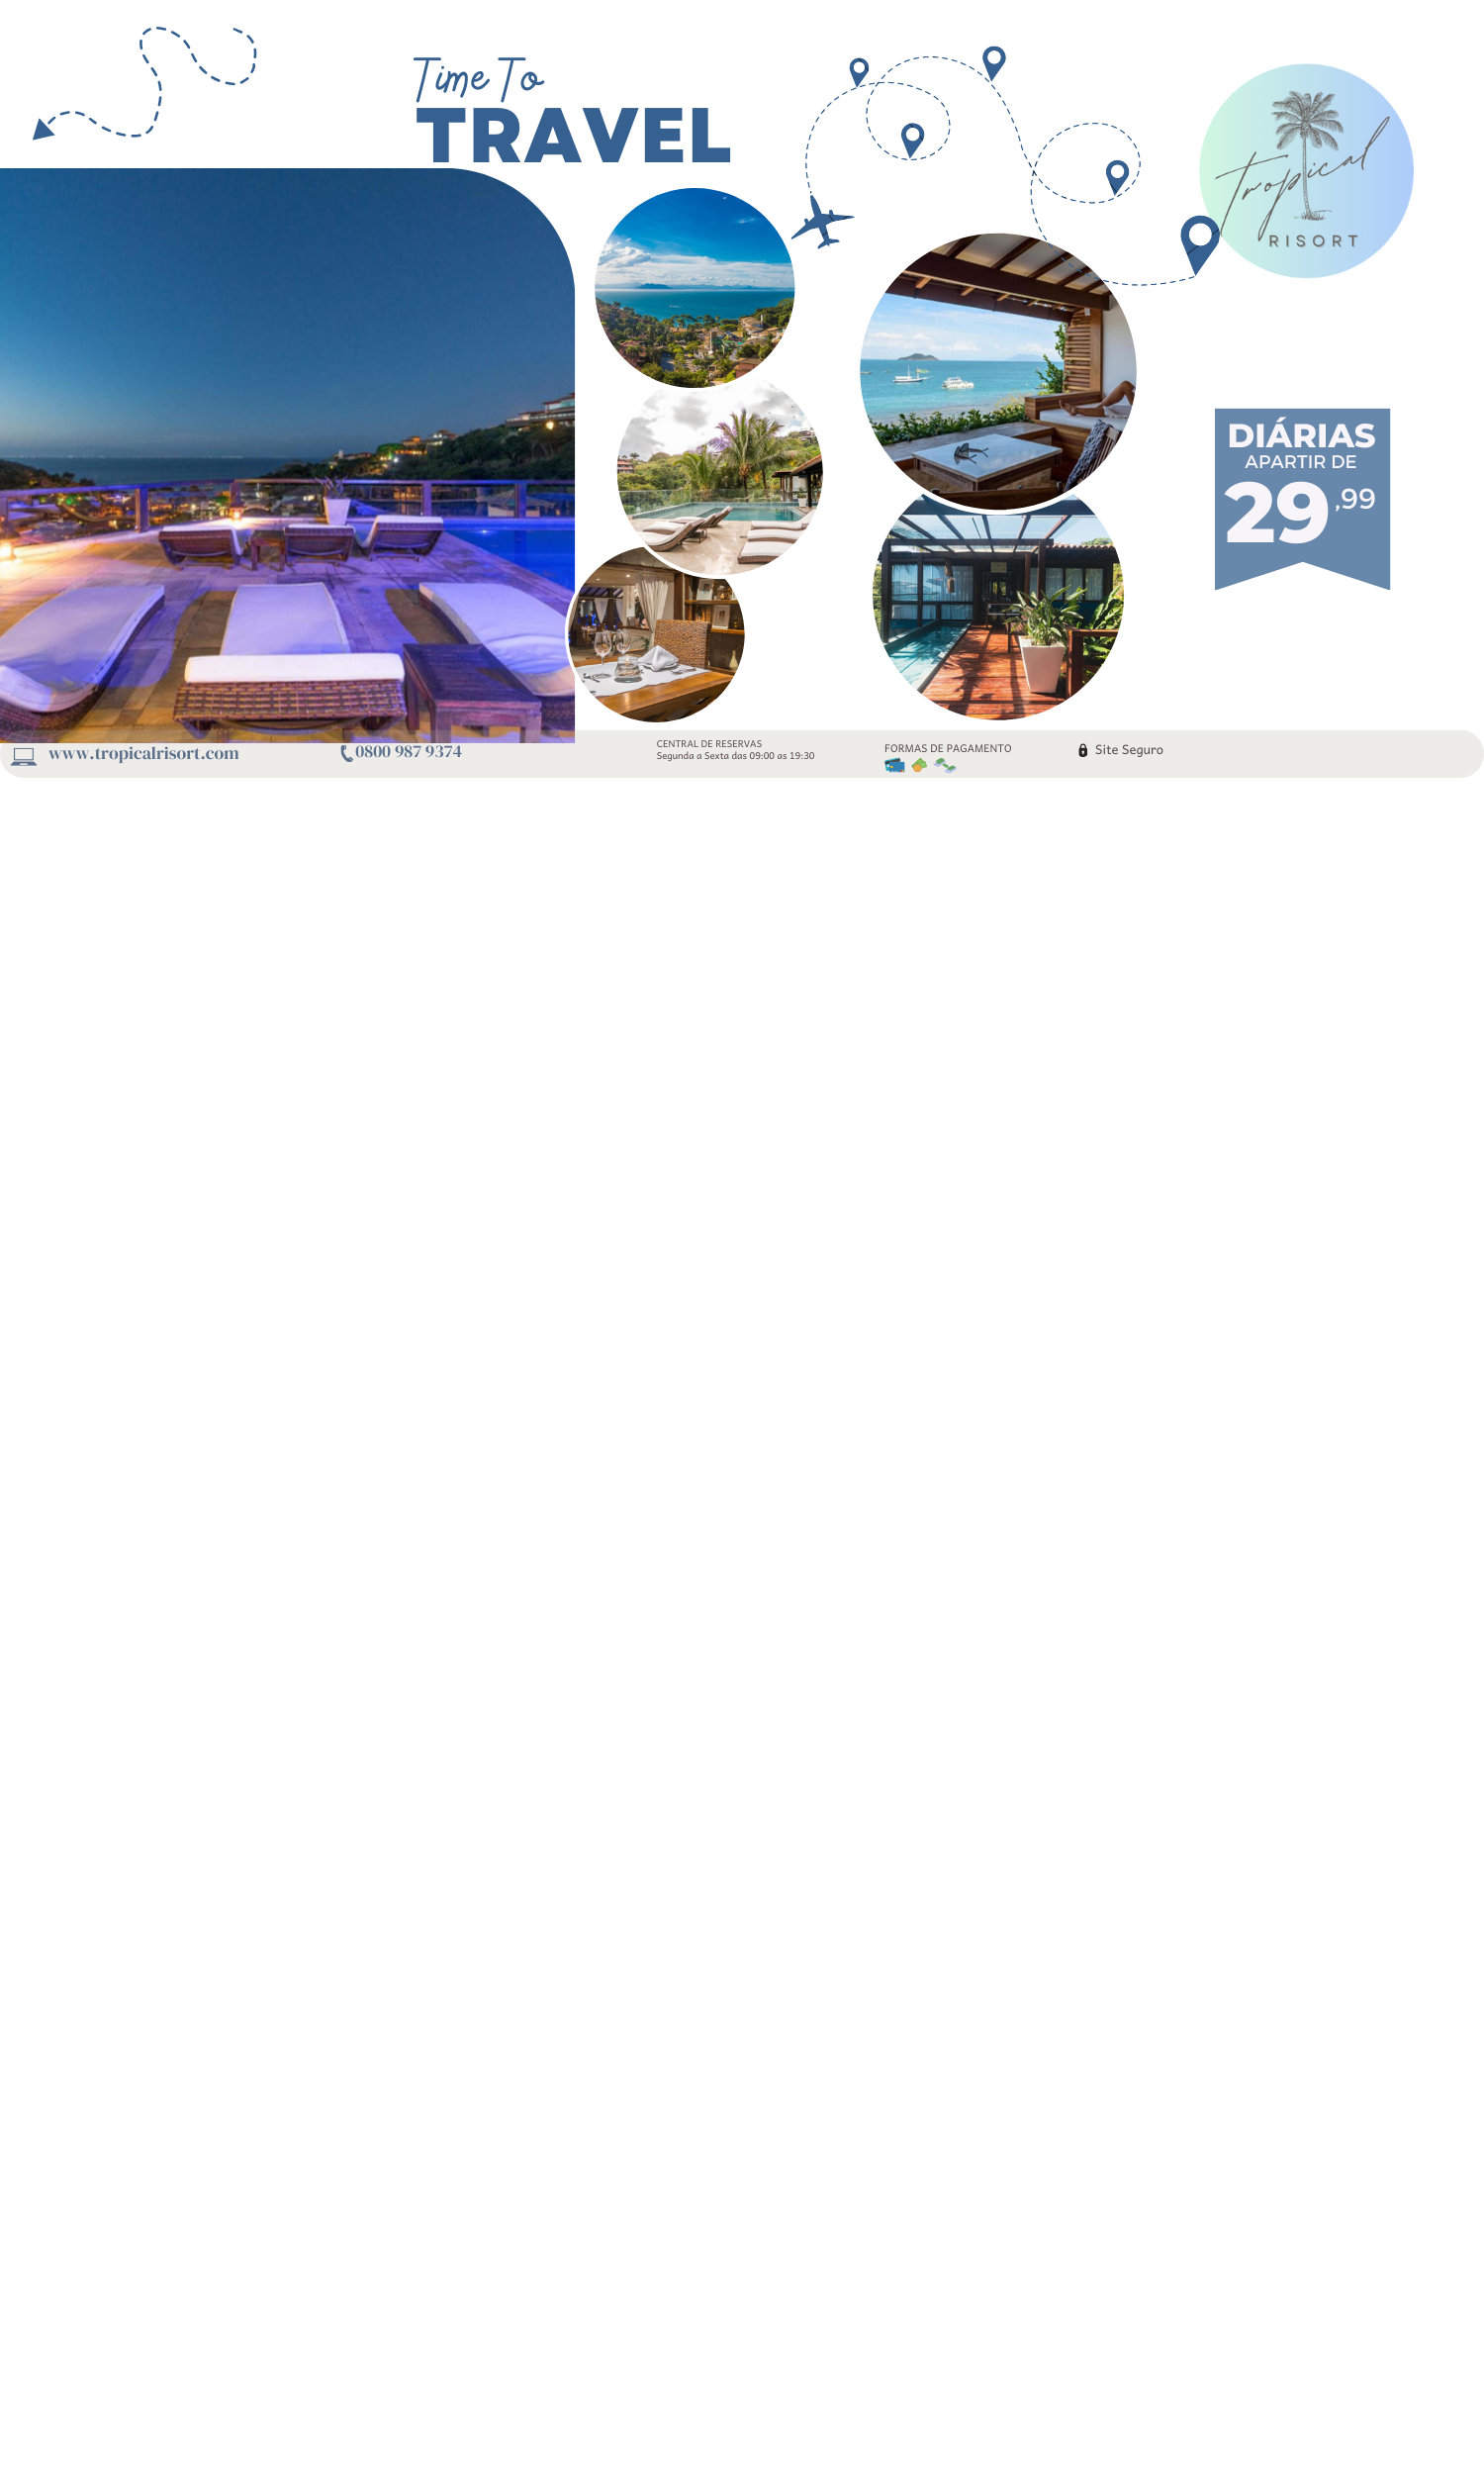 Time To
TRAVEL
tropical
RISORT
DIÁRIAS
APARTIR DE
29,99
www.tropicalrisort.com
0800 987 9374
CENTRAL DE RESERVAS
Segunda a Sexta das 09:00 as 19:30
FORMAS DE PAGAMENTO
Site Seguro